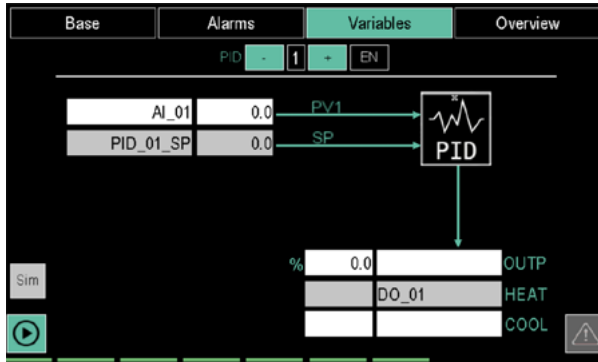 Base Alarms Variables Overview
PID - 1 + EN
AI_01 0.0 PV1
PID_01_SP 0.0 SP
PID
% 0.0 OUTP
Sim
DO_01 HEAT
COOL